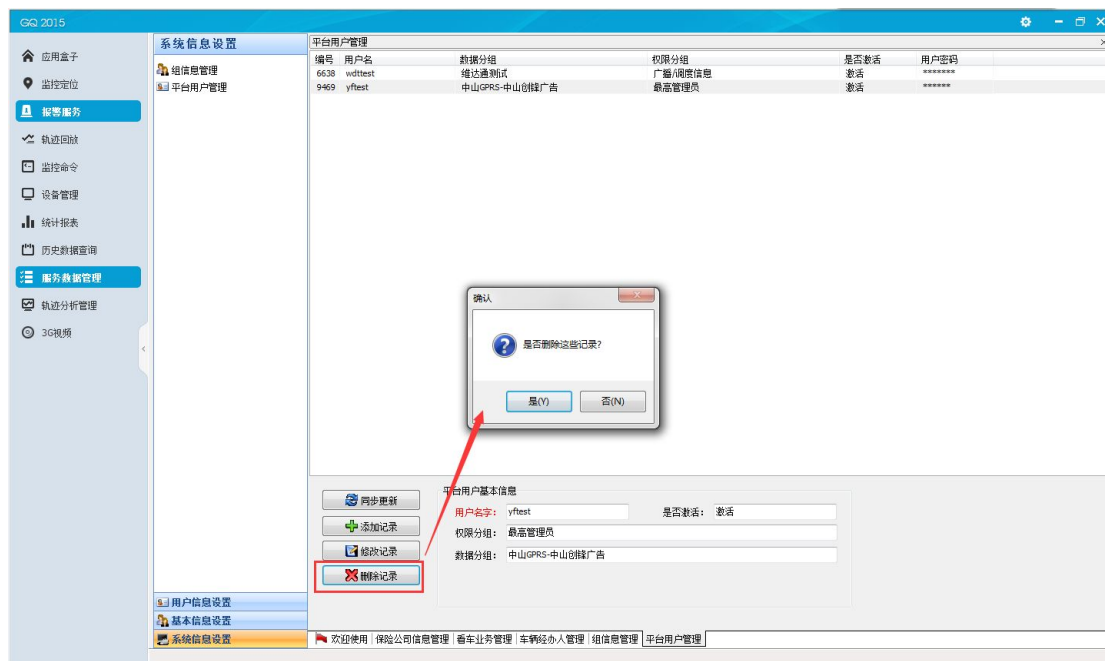 GQ 2015
应用盒子
监控定位
报警服务
轨迹回放
监控命令
设备管理
统计报表
历史数据查询
服务数据管理
轨迹分析管理
3G视频
系统信息设置
组信息管理
平台用户管理
用户信息设置
基本信息设置
系统信息设置
平台用户管理
编号 用户名 数据分组 权限分组 是否激活 用户密码
6638 wdttest 维达通测试 广播/调度信息 激活 *******
9469 yftest 中山GPRS-中山创锋广告 最高管理员 激活 ******
确认
是否删除这些记录?
是(Y) 否(N)
同步更新
添加记录
修改记录
删除记录
平台用户基本信息
用户名字: yftest 是否激活: 激活
权限分组: 最高管理员
数据分组: 中山GPRS-中山创锋广告
欢迎使用 保险公司信息管理 看车业务管理 车辆经办人管理 组信息管理 平台用户管理